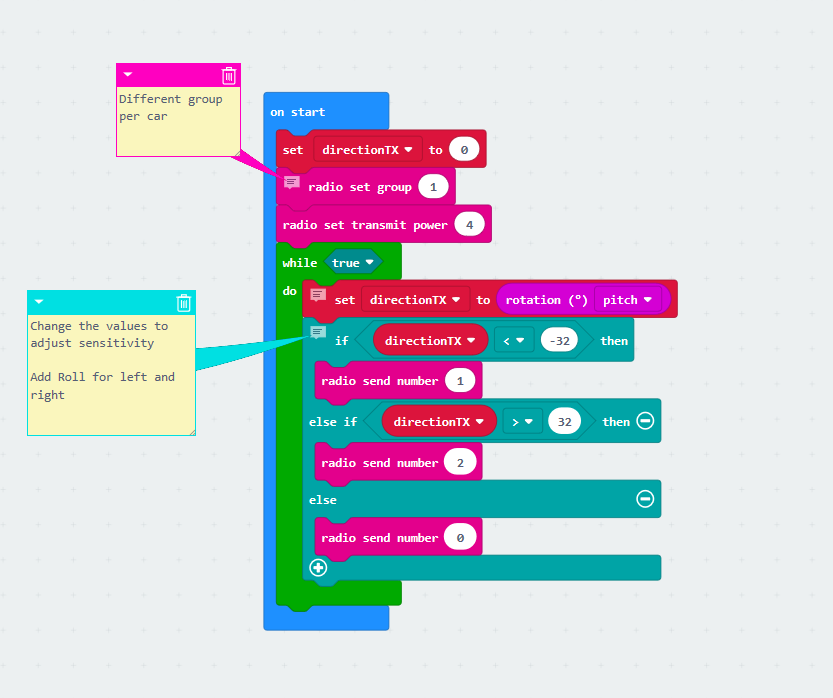 Different group
per car
on start
set directionTX to 0
radio set group 1
radio set transmit power 4
while true
do
set directionTX to rotation (°) pitch
Change the values to
adjust sensitivity
Add Roll for left and
right
if directionTX < -32 then
radio send number 1
else if directionTX > 32 then
radio send number 2
else
radio send number 0